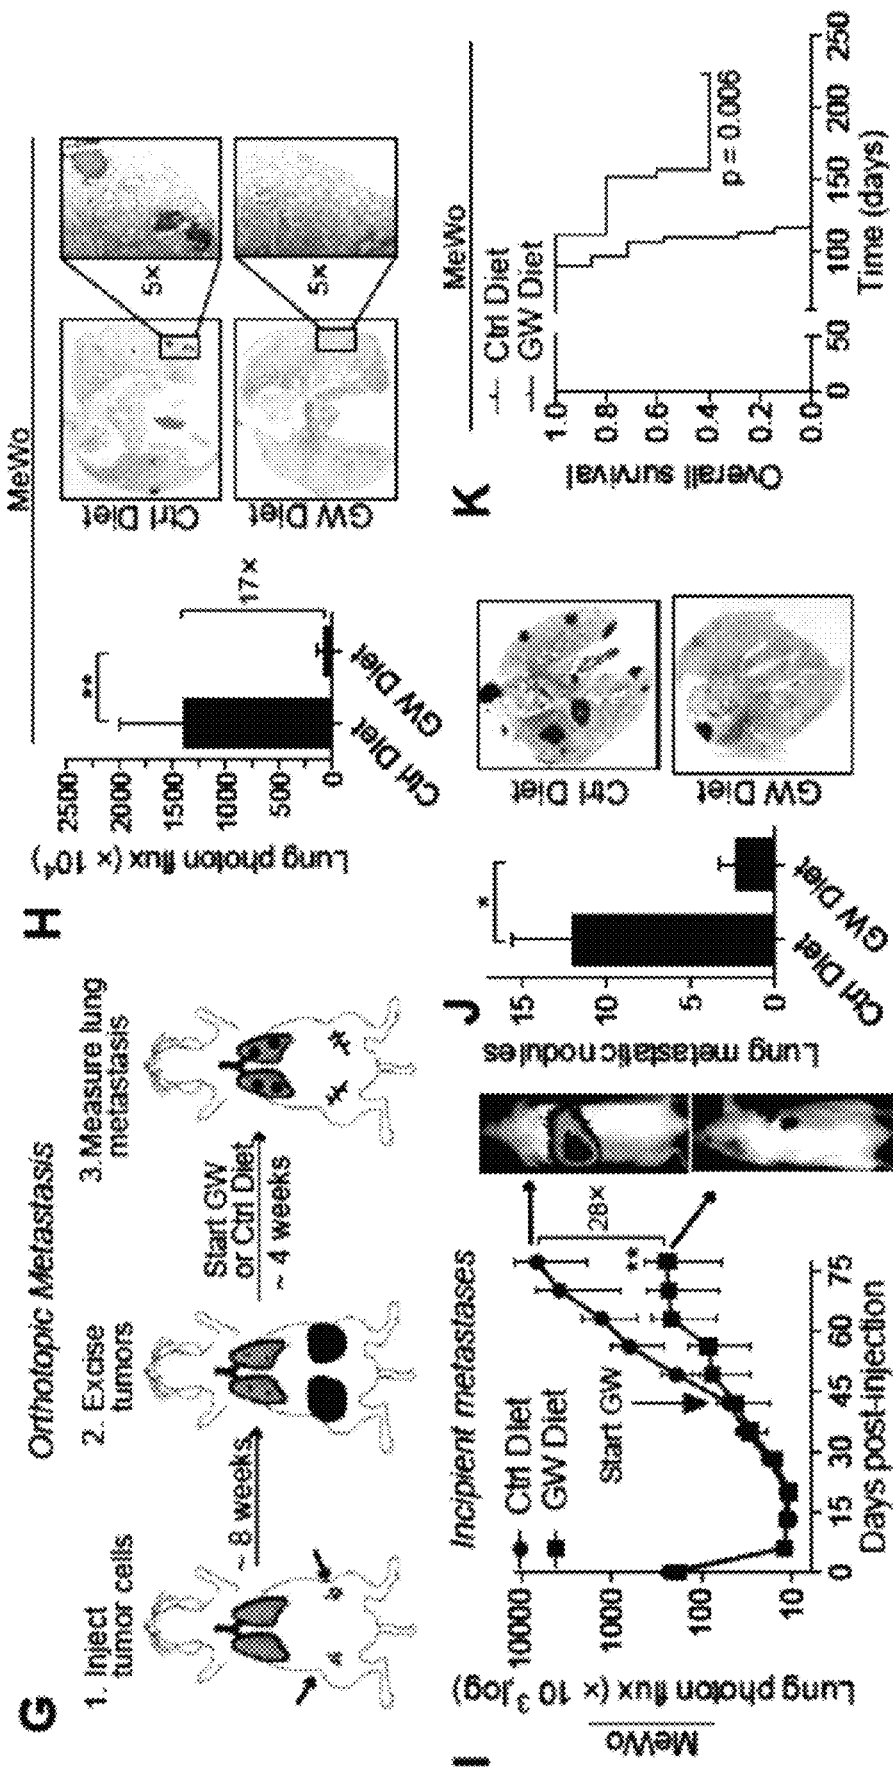 G
Orthotopic Metastasis
1. Inject
tumor cells
~ 8 weeks
2. Excise
tumors
Start GW
or Ctrl Diet
~ 4 weeks
3. Measure lung
metastasis
H
MeWo
Lung photon flux (× 10⁴)
2500
2000
1500
1000
500
0
**
17×
Ctrl Diet
GW Diet
Ctrl Diet
5×
GW Diet
5×
I
MeWo
Incipient metastases
Lung photon flux (× 10³,log)
10000
1000
100
10
Ctrl Diet
GW Diet
Start GW
28×
**
0 15 30 45 60 75
Days post-injection
J
Lung metastatic nodules
15
10
5
0
*
Ctrl Diet
GW Diet
Ctrl Diet
GW Diet
K
MeWo
Ctrl Diet
GW Diet
Overall survival
1.0
0.8
0.6
0.4
0.2
0.0
p = 0.006
0 50 100 150 200 250
Time (days)